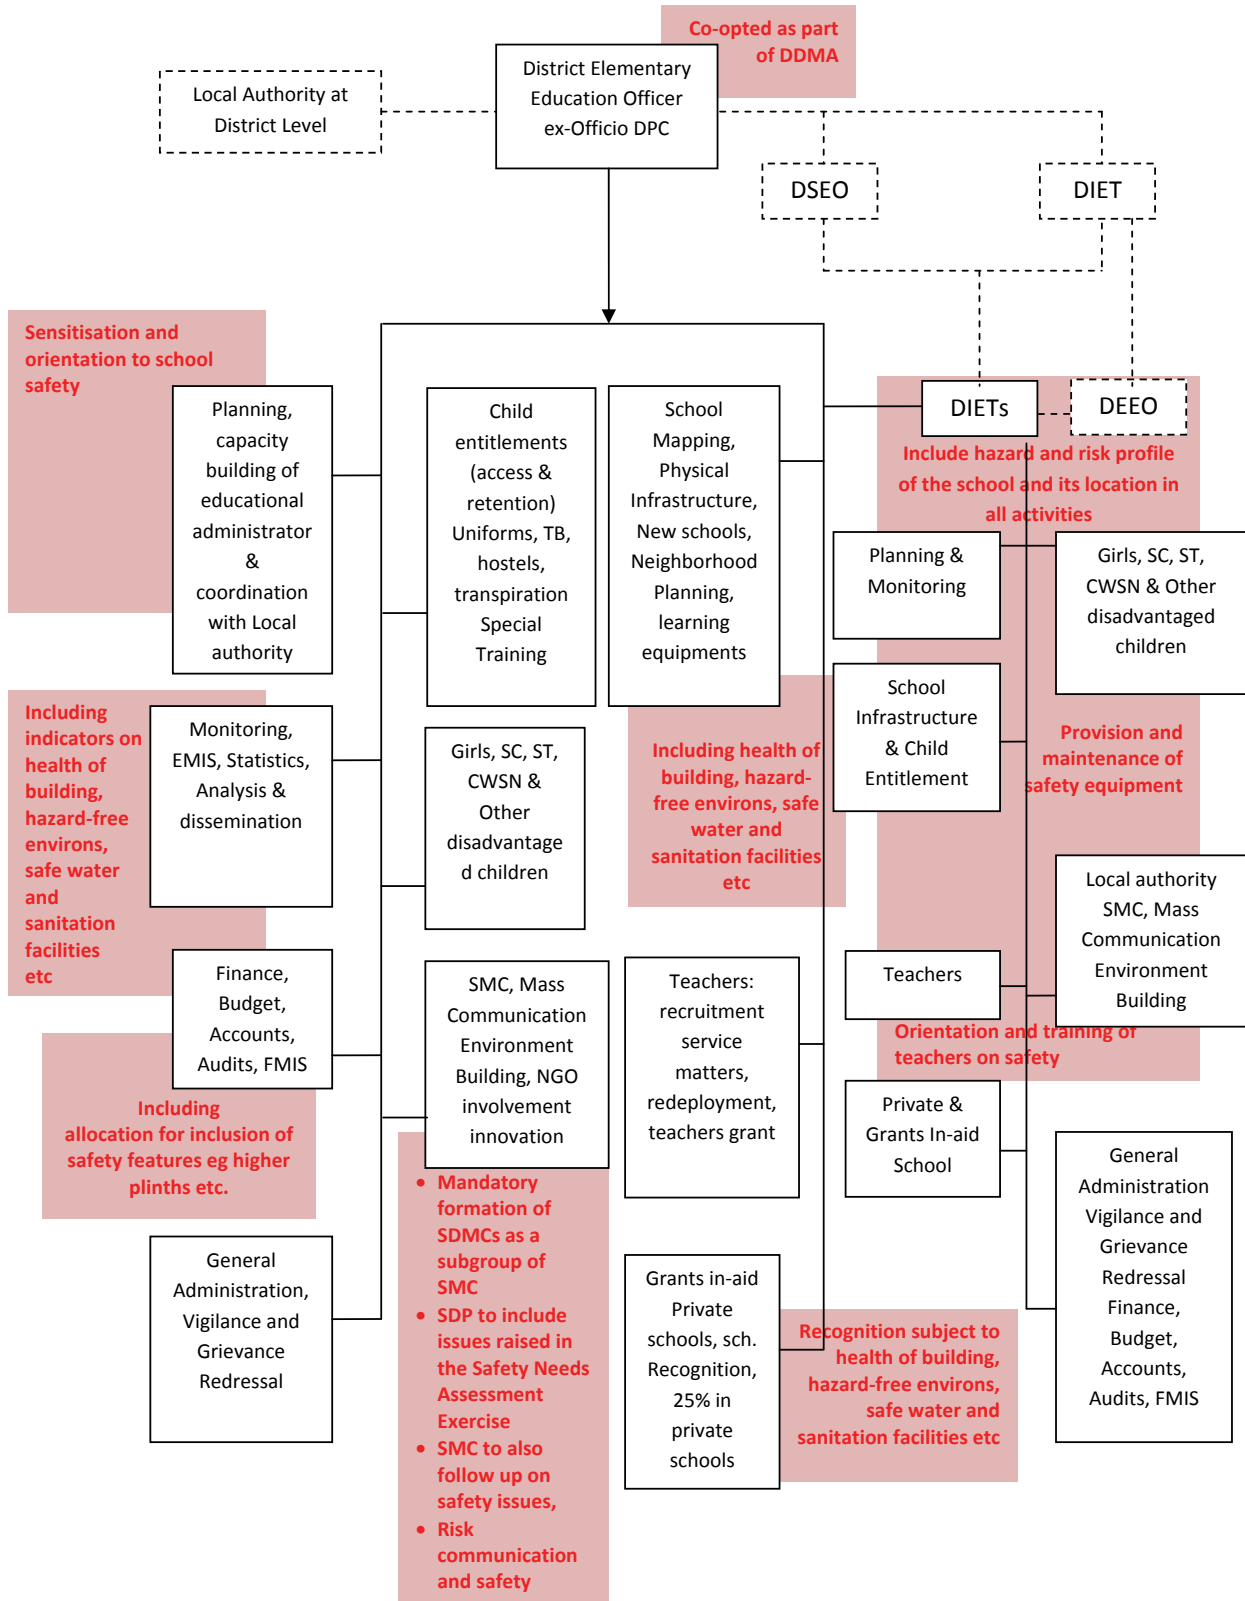 Co-opted as part
of DDMA
District Elementary
Education Officer
ex-Officio DPC
Local Authority at
District Level
DSEO
DIET
Sensitisation and
orientation to school
safety
Planning,
capacity
building of
educational
administrator
&
coordination
with Local
authority
Child
entitlements
(access &
retention)
Uniforms, TB,
hostels,
transpiration
Special
Training
School
Mapping,
Physical
Infrastructure,
New schools,
Neighborhood
Planning,
learning
equipments
DIETs
DEEO
Include hazard and risk profile
of the school and its location in
all activities
Planning &
Monitoring
Girls, SC, ST,
CWSN & Other
disadvantaged
children
School
Infrastructure
& Child
Entitlement
Provision and
maintenance of
safety equipment
Including
indicators on
health of
building,
hazard-free
environs,
safe water
and
sanitation
facilities
etc
Monitoring,
EMIS, Statistics,
Analysis &
dissemination
Girls, SC, ST,
CWSN &
Other
disadvantage
d children
Including health of
building, hazard-
free environs, safe
water and
sanitation facilities
etc
Local authority
SMC, Mass
Communication
Environment
Building
Teachers
Orientation and training of
teachers on safety
Finance,
Budget,
Accounts,
Audits, FMIS
SMC, Mass
Communication
Environment
Building, NGO
involvement
innovation
Teachers:
recruitment
service
matters,
redeployment,
teachers grant
Private &
Grants In-aid
School
Including
allocation for inclusion of
safety features eg higher
plinths etc.
• Mandatory
formation of
SDMCs as a
subgroup of
SMC
• SDP to include
issues raised in
the Safety Needs
Assessment
Exercise
• SMC to also
follow up on
safety issues,
• Risk
communication
and safety
General
Administration,
Vigilance and
Grievance
Redressal
Grants in-aid
Private
schools, sch.
Recognition,
25% in
private
schools
Recognition subject to
health of building,
hazard-free environs,
safe water and
sanitation facilities etc
General
Administration
Vigilance and
Grievance
Redressal
Finance,
Budget,
Accounts,
Audits, FMIS